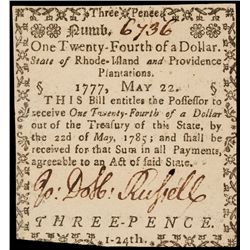 Three Pence
Numb. 6736
One Twenty-Fourth of a Dollar.
State of Rhode-Island and Providence
Plantations.
§ 1777, MAY 22. §
THIS Bill entitles the Possessor to
receive One Twenty-Fourth of a Dollar
out of the Treasury of this State, by
the 22d of May, 1785; and shall be
received for that Sum in all Payments,
agreeable to an Act of said State.
Jos: Dolbr. Russell
THREE-PENCE.
1-24th.